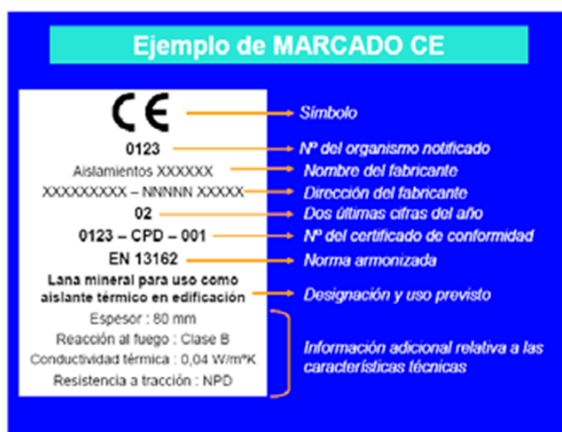 Ejemplo de MARCADO CE
CE
Símbolo
0123
Nº del organismo notificado
Aislamientos XXXXXX
Nombre del fabricante
XXXXXXXXX – NNNNN XXXXX
Dirección del fabricante
02
Dos últimas cifras del año
0123 – CPD – 001
Nº del certificado de conformidad
EN 13162
Norma armonizada
Lana mineral para uso como
aislante térmico en edificación
Designación y uso previsto
Espesor : 80 mm
Reacción al fuego : Clase B
Conductividad térmica : 0,04 W/mºK
Resistencia a tracción : NPD
Información adicional relativa a las
características técnicas